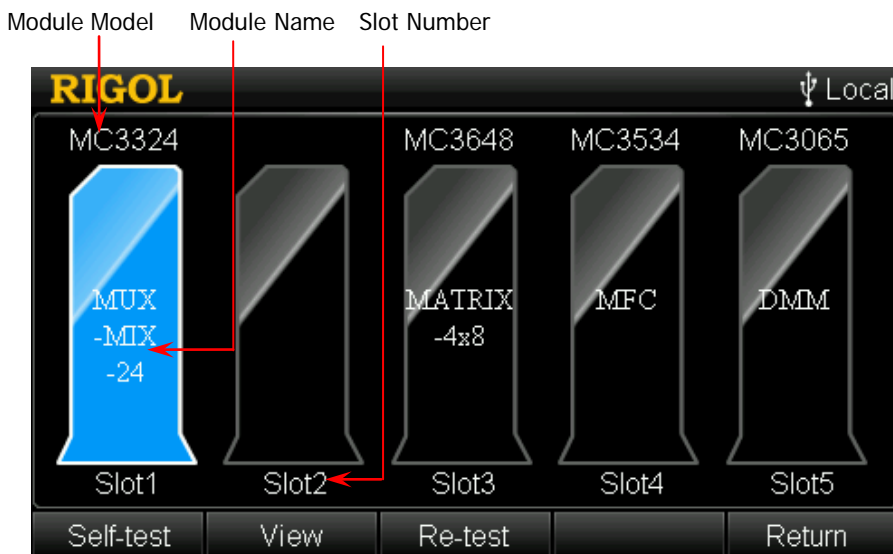 Module Model Module Name Slot Number
RIGOL Local
MC3324 MC3648 MC3534 MC3065
MUX
-MIX
-24
MATRIX
-4x8
MFC
DMM
Slot1 Slot2 Slot3 Slot4 Slot5
Self-test View Re-test Return